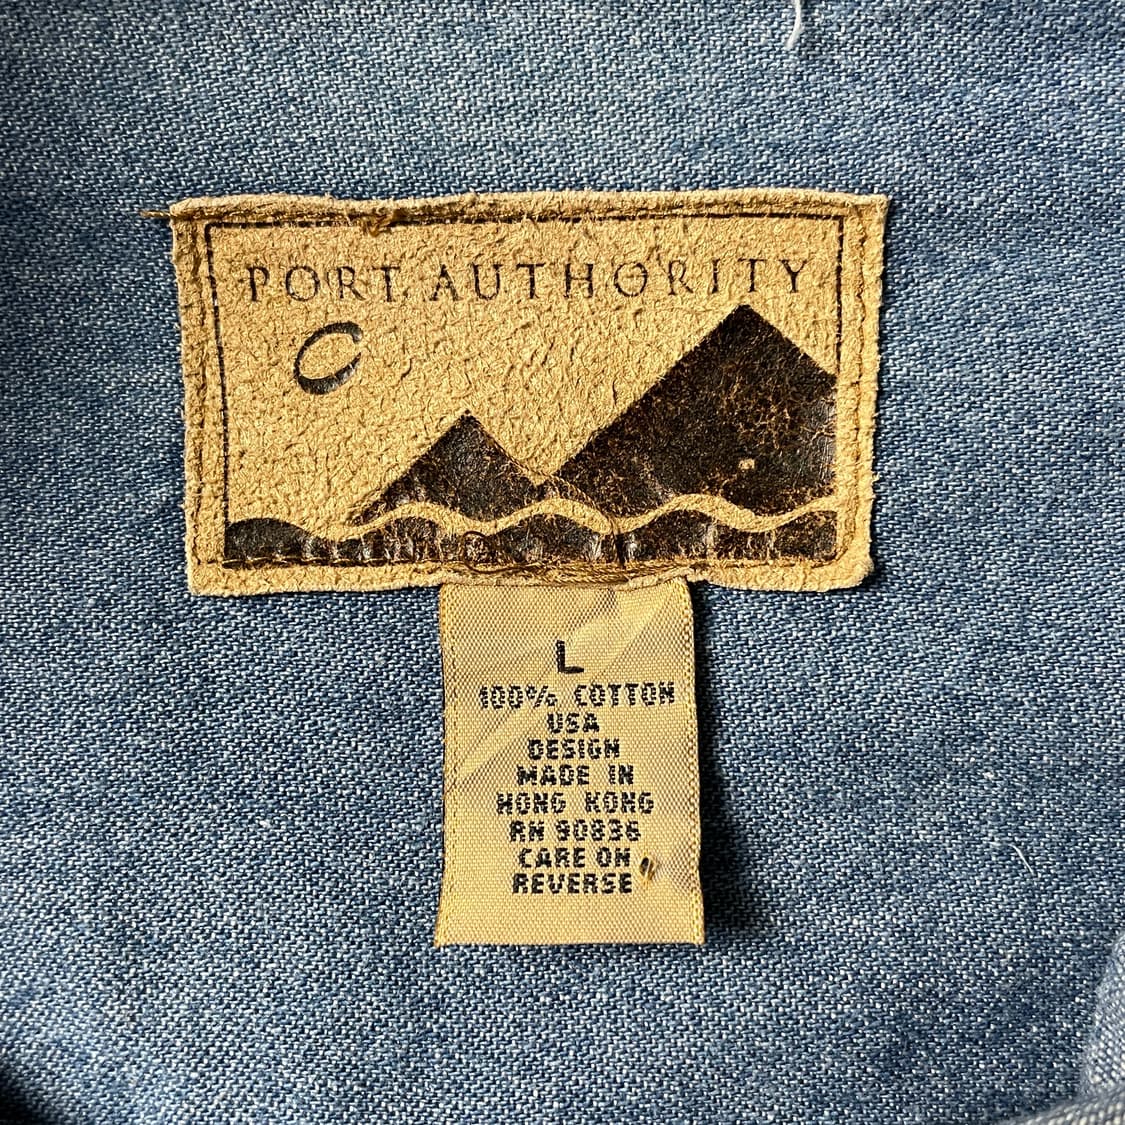 PORT AUTHORITY
L
100% COTTON
USA
DESIGN
MADE IN
HONG KONG
RN 90836
CARE ON
REVERSE